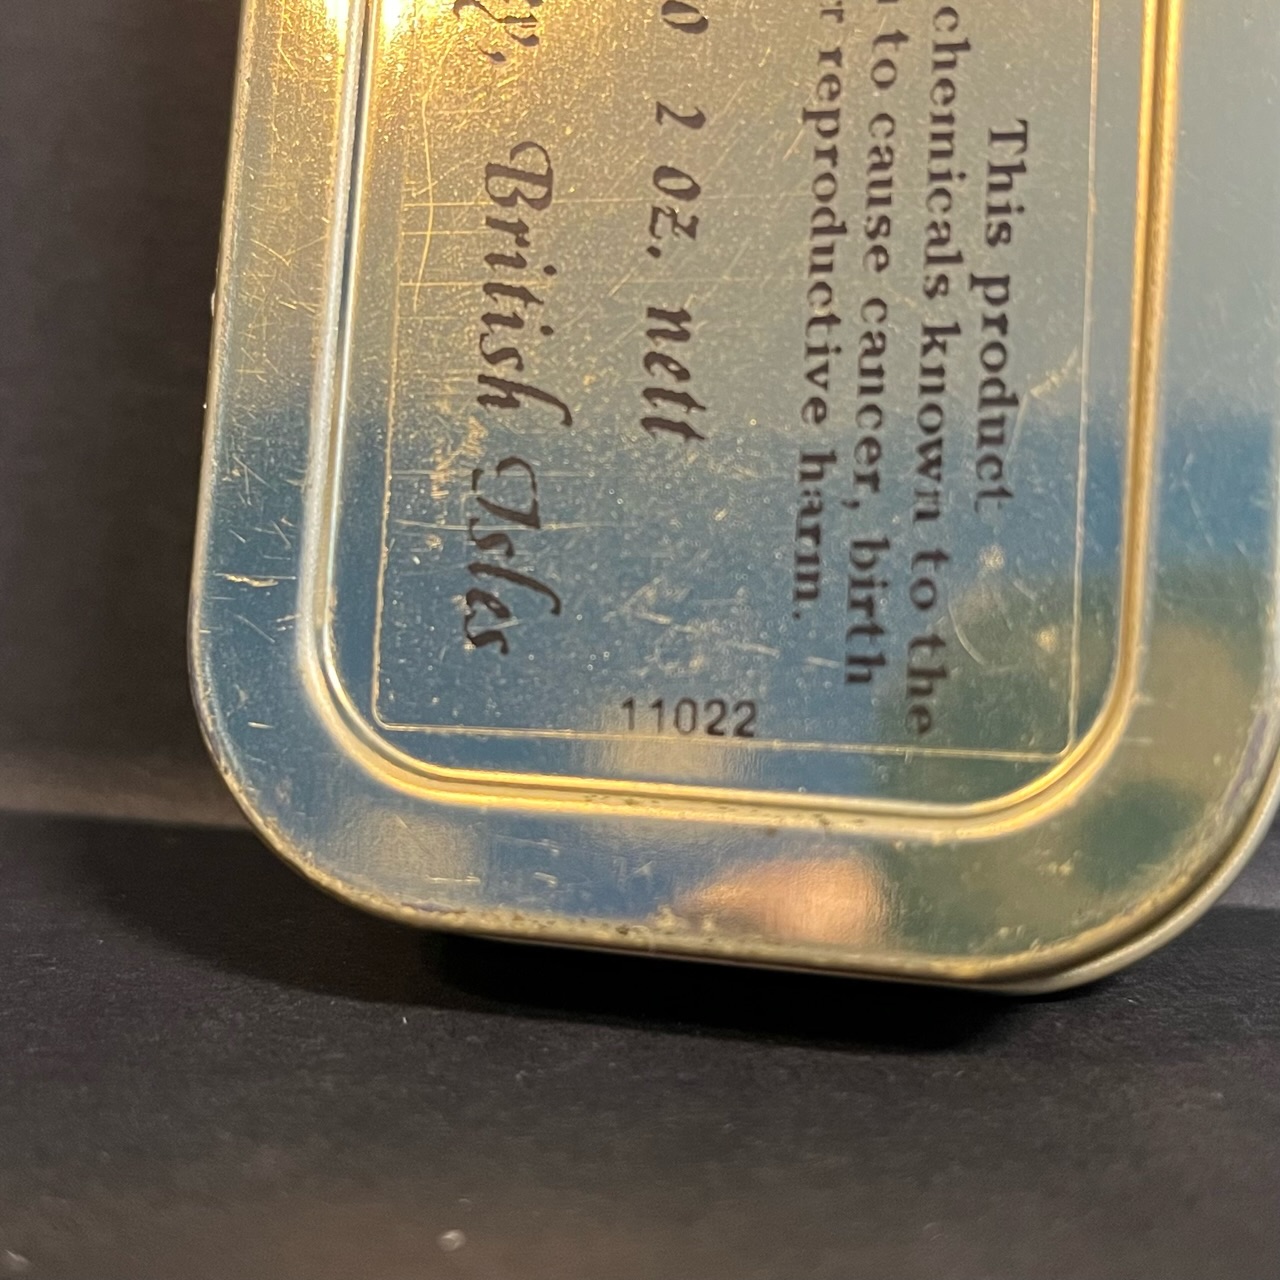 This product
chemicals known to the
to cause cancer, birth
reproductive harm.
2 oz. nett
British Isles
11022